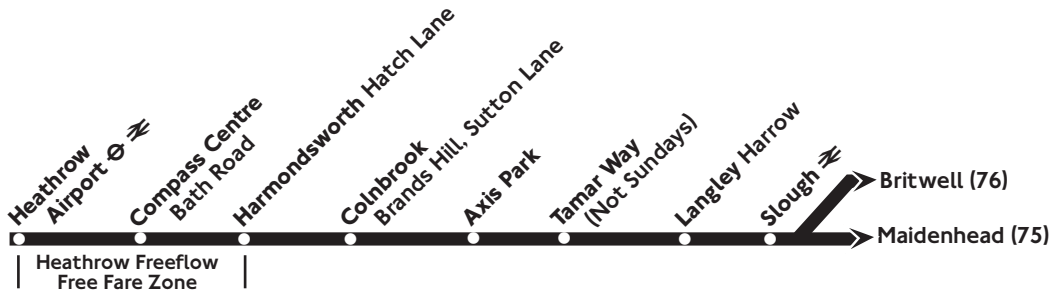 Heathrow
Airport
Compass Centre
Bath Road
Harmondsworth Hatch Lane
Colnbrook
Brands Hill, Sutton Lane
Axis Park
Tamar Way
(Not Sundays)
Langley Harrow
Slough
Britwell (76)
Maidenhead (75)
Heathrow Freeflow
Free Fare Zone